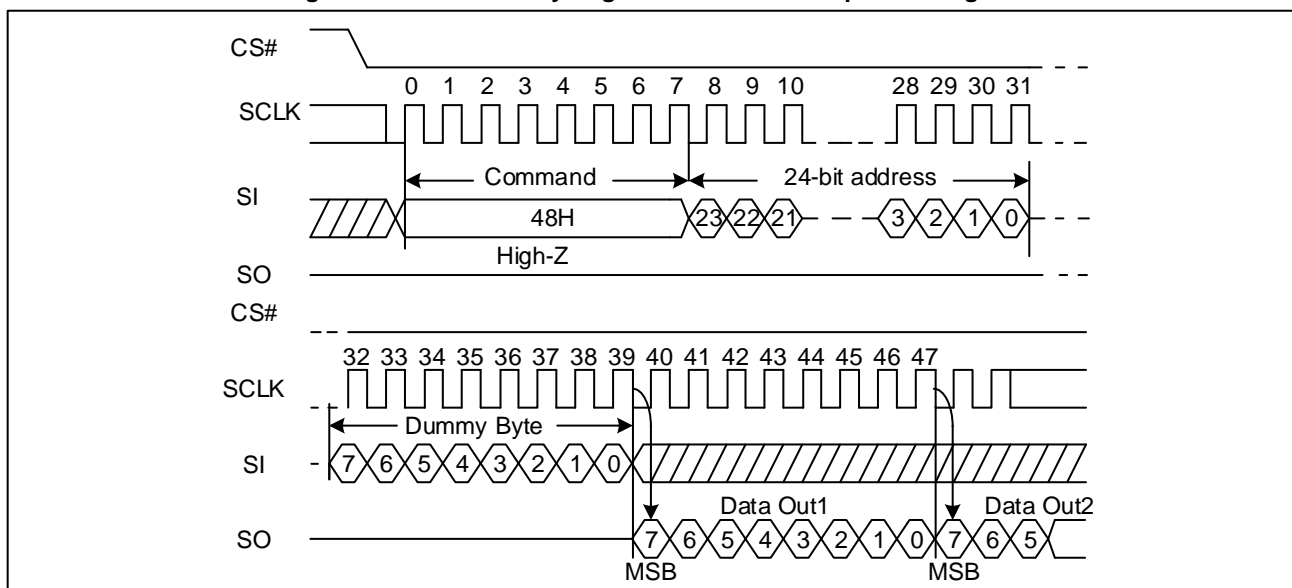 CS#
0 1 2 3 4 5 6 7 8 9 10 28 29 30 31
SCLK
Command 24-bit address
SI
48H 23 22 21 3 2 1 0
High-Z
SO
CS#
32 33 34 35 36 37 38 39 40 41 42 43 44 45 46 47
SCLK
Dummy Byte
SI
7 6 5 4 3 2 1 0
Data Out1 Data Out2
SO
7 6 5 4 3 2 1 0 7 6 5
MSB MSB